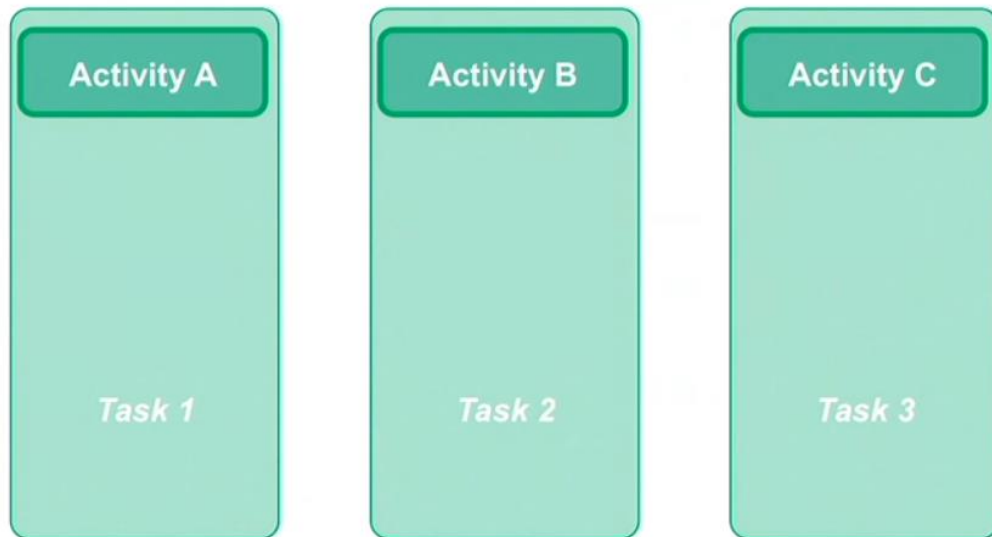 Activity A
Activity B
Activity C
Task 1
Task 2
Task 3